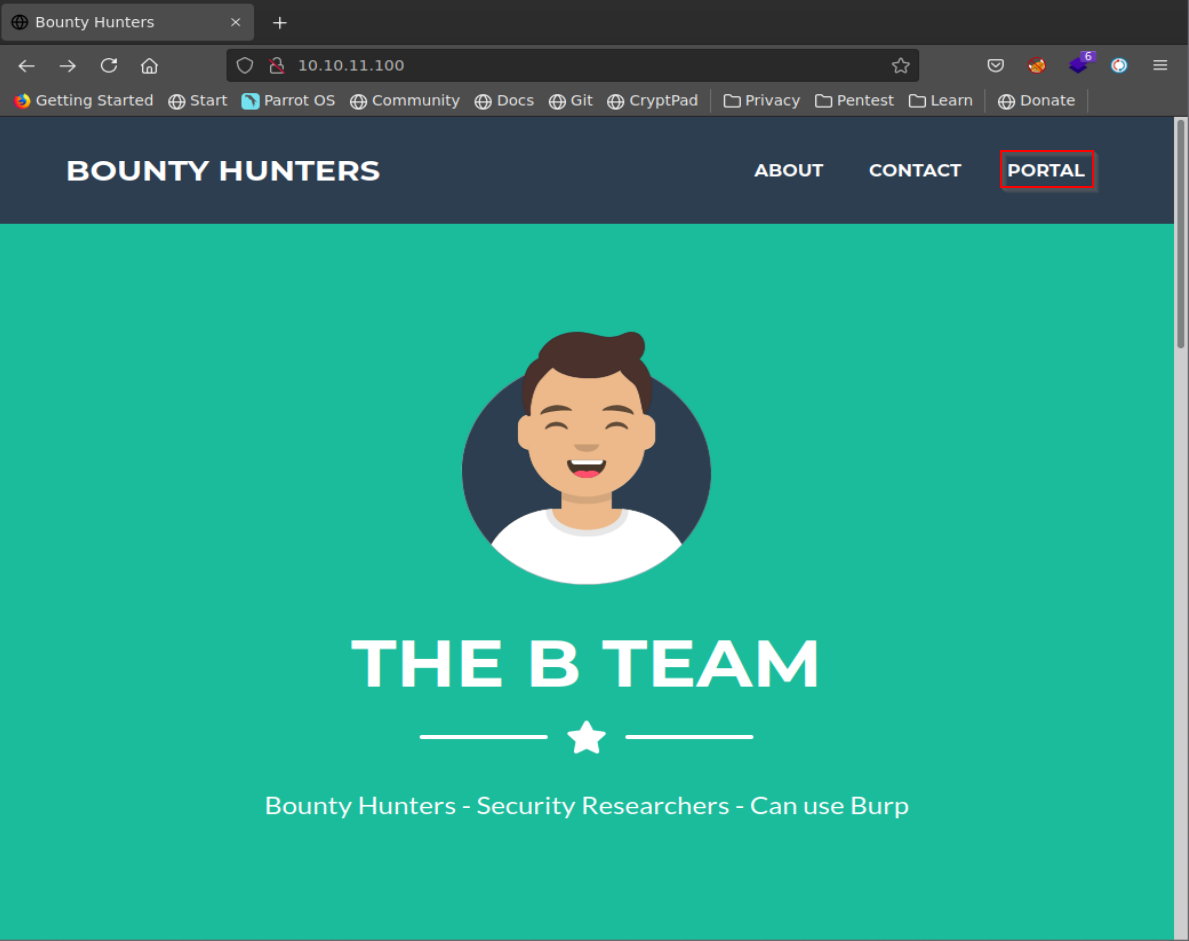 Bounty Hunters
10.10.11.100
6
Getting Started Start Parrot OS Community Docs Git CryptPad Privacy Pentest Learn Donate
BOUNTY HUNTERS ABOUT CONTACT PORTAL
THE B TEAM
Bounty Hunters - Security Researchers - Can use Burp